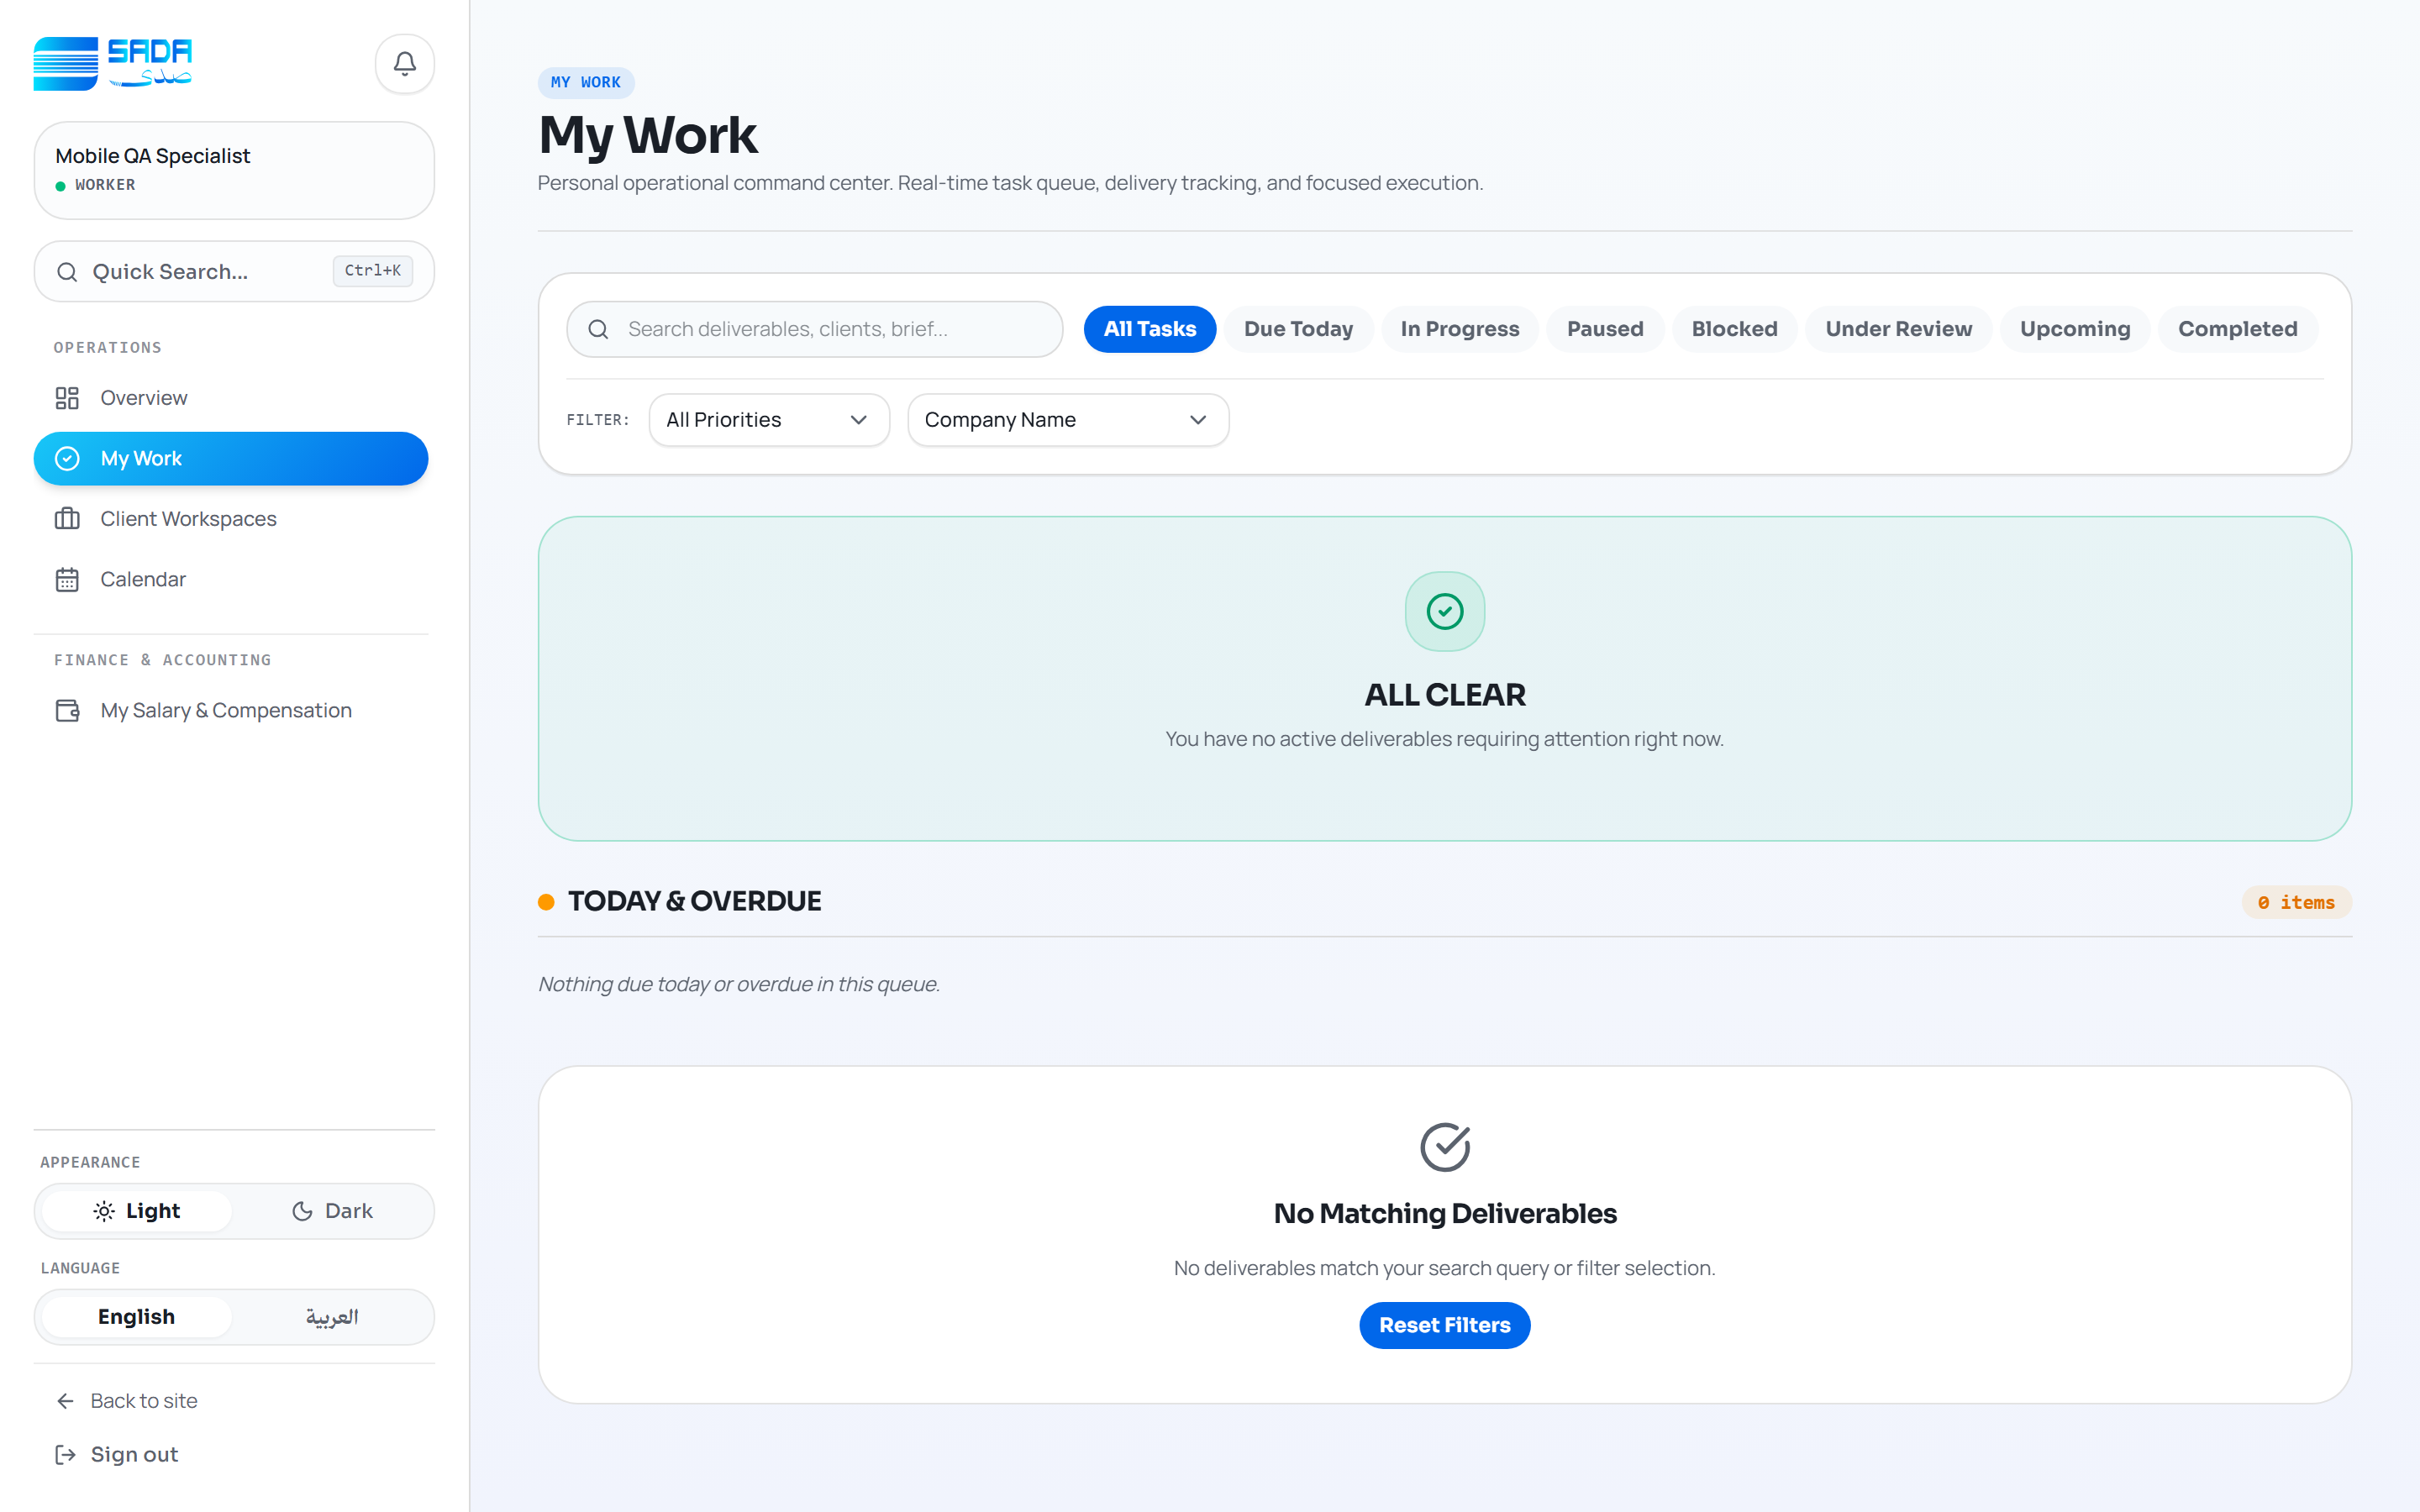 SADA
صدى
Mobile QA Specialist
WORKER
Quick Search...
Ctrl+K
OPERATIONS
Overview
My Work
Client Workspaces
Calendar
FINANCE & ACCOUNTING
My Salary & Compensation
APPEARANCE
Light
Dark
LANGUAGE
English
العربية
Back to site
Sign out
MY WORK
My Work
Personal operational command center. Real-time task queue, delivery tracking, and focused execution.
Search deliverables, clients, brief...
All Tasks
Due Today
In Progress
Paused
Blocked
Under Review
Upcoming
Completed
FILTER:
All Priorities
Company Name
ALL CLEAR
You have no active deliverables requiring attention right now.
TODAY & OVERDUE
0 items
Nothing due today or overdue in this queue.
No Matching Deliverables
No deliverables match your search query or filter selection.
Reset Filters